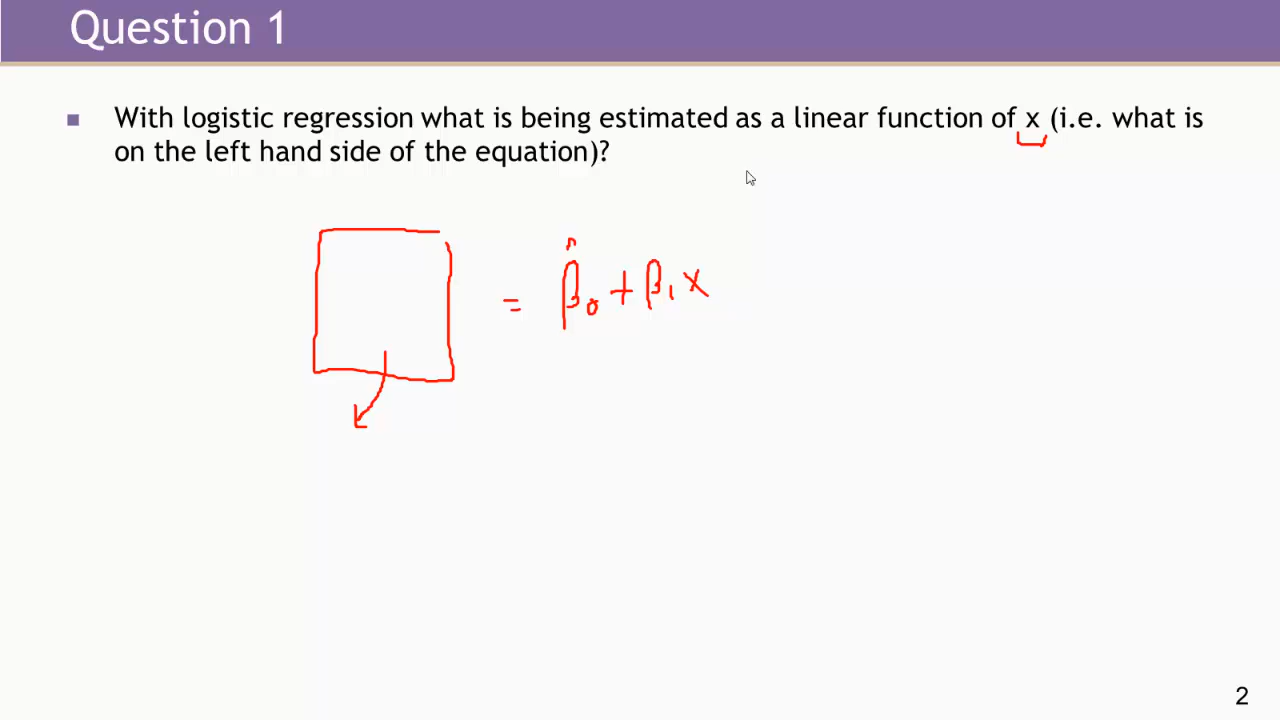 Question 1
With logistic regression what is being estimated as a linear function of x (i.e. what is
on the left hand side of the equation)?
= β̂₀ + β₁ x
2